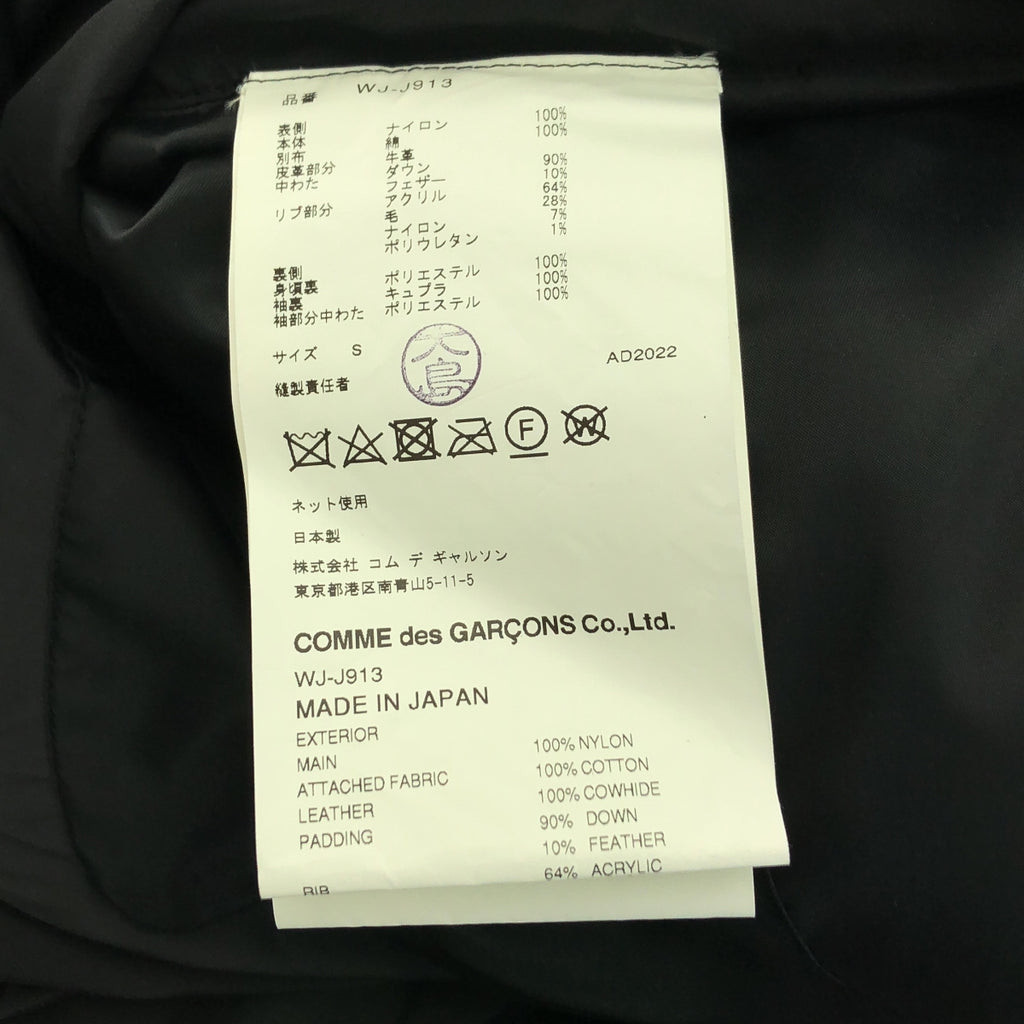 品番 WJ-J913
表側 ナイロン 100%
本体 綿 100%
別布 牛革
皮革部分 ダウン 90%
中わた フェザー 10%
アクリル 64%
リブ部分 毛 28%
ナイロン 7%
ポリウレタン 1%
裏側 ポリエステル 100%
身頃裏 キュプラ 100%
袖裏 ポリエステル 100%
袖部分中わた
サイズ S AD2022
縫製責任者 島
F W
ネット使用
日本製
株式会社 コム デ ギャルソン
東京都港区南青山5-11-5
COMME des GARÇONS Co.,Ltd.
WJ-J913
MADE IN JAPAN
EXTERIOR
MAIN 100% NYLON
ATTACHED FABRIC 100% COTTON
LEATHER 100% COWHIDE
PADDING 90% DOWN
10% FEATHER
RIB 64% ACRYLIC